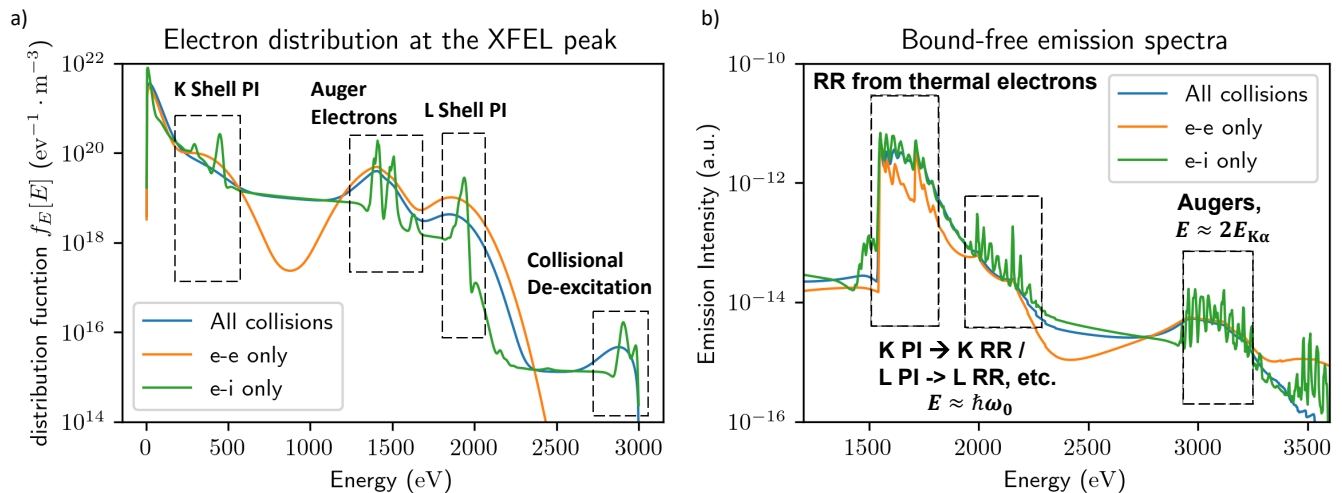 a)
Electron distribution at the XFEL peak
distribution fucntion f_E[E] (ev⁻¹ · m⁻³)
10²²
10²⁰
10¹⁸
10¹⁶
10¹⁴
K Shell PI
Auger
Electrons
L Shell PI
Collisional
De-excitation
All collisions
e-e only
e-i only
0 500 1000 1500 2000 2500 3000
Energy (eV)
b)
Bound-free emission spectra
Emission Intensity (a.u.)
10⁻¹⁰
10⁻¹²
10⁻¹⁴
10⁻¹⁶
RR from thermal electrons
All collisions
e-e only
e-i only
Augers,
E ≈ 2E_Kα
K PI → K RR /
L PI -> L RR, etc.
E ≈ ℏω₀
1500 2000 2500 3000 3500
Energy (eV)